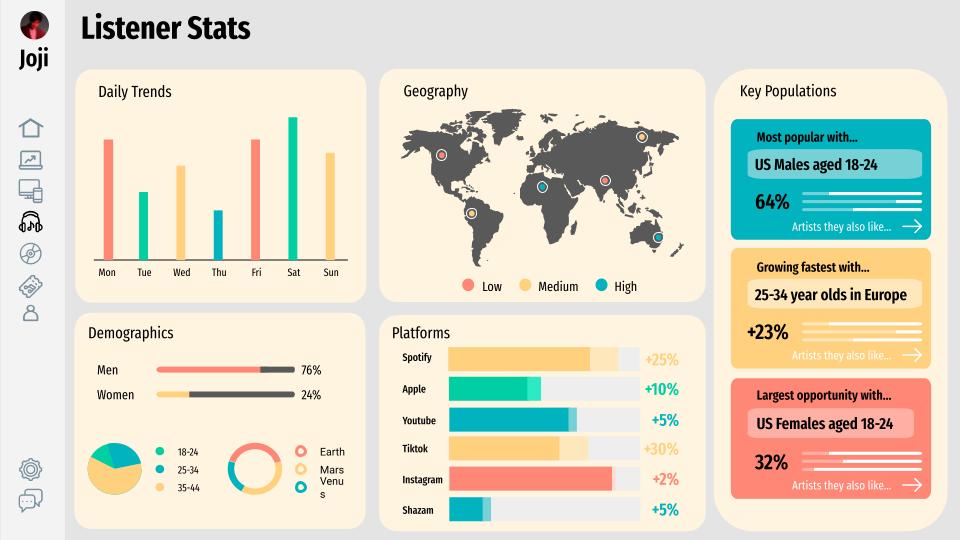 Joji
Listener Stats
Daily Trends
Mon Tue Wed Thu Fri Sat Sun
Geography
Low Medium High
Key Populations
Most popular with...
US Males aged 18-24
64%
Artists they also like...
Growing fastest with...
25-34 year olds in Europe
+23%
Artists they also like...
Largest opportunity with...
US Females aged 18-24
32%
Artists they also like...
Demographics
Men 76%
Women 24%
18-24
25-34
35-44
Earth
Mars
Venu
s
Platforms
Spotify +25%
Apple +10%
Youtube +5%
Tiktok +30%
Instagram +2%
Shazam +5%